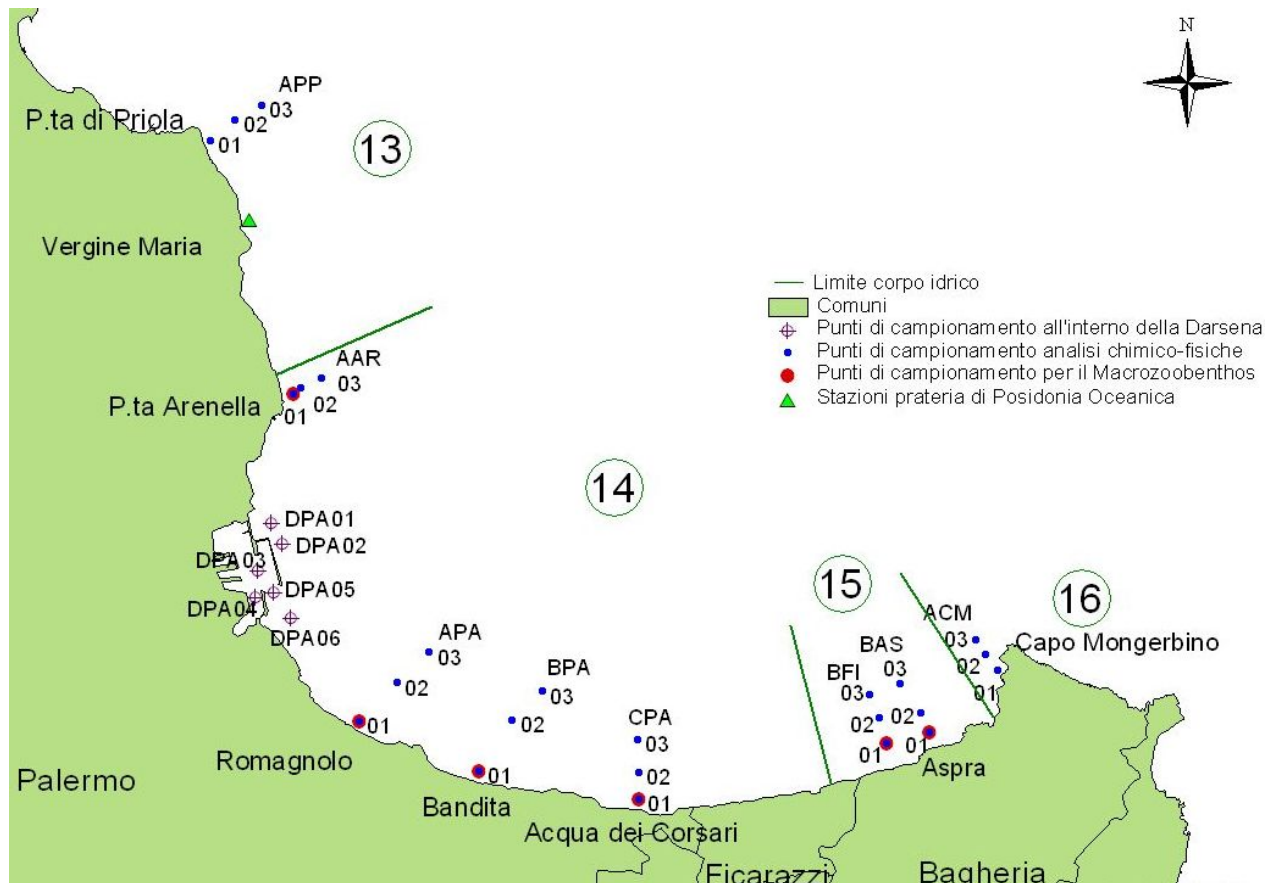 N
APP
03
P.ta di Priola
02
01
13
Vergine Maria
Limite corpo idrico
Comuni
Punti di campionamento all'interno della Darsena
Punti di campionamento analisi chimico-fisiche
Punti di campionamento per il Macrozoobenthos
Stazioni prateria di Posidonia Oceanica
AAR
03
02
01
P.ta Arenella
14
DPA01
DPA02
DPA03
DPA05
DPA04
DPA06
15
16
ACM
03
02
01
Capo Mongerbino
APA
03
02
01
BPA
03
02
01
CPA
03
02
01
BAS
03
02
01
BFI
03
02
01
Romagnolo
Aspra
Palermo
Bandita
Acqua dei Corsari
Ficarazzi
Bagheria